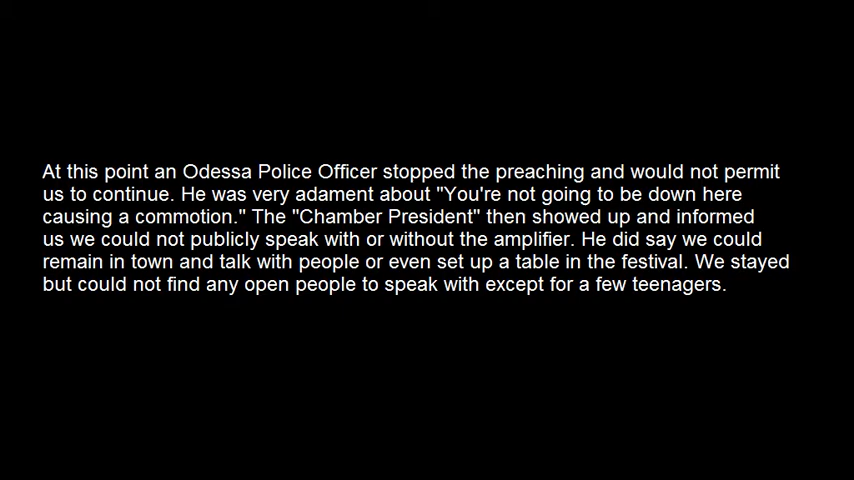 At this point an Odessa Police Officer stopped the preaching and would not permit
us to continue. He was very adament about "You're not going to be down here
causing a commotion." The "Chamber President" then showed up and informed
us we could not publicly speak with or without the amplifier. He did say we could
remain in town and talk with people or even set up a table in the festival. We stayed
but could not find any open people to speak with except for a few teenagers.